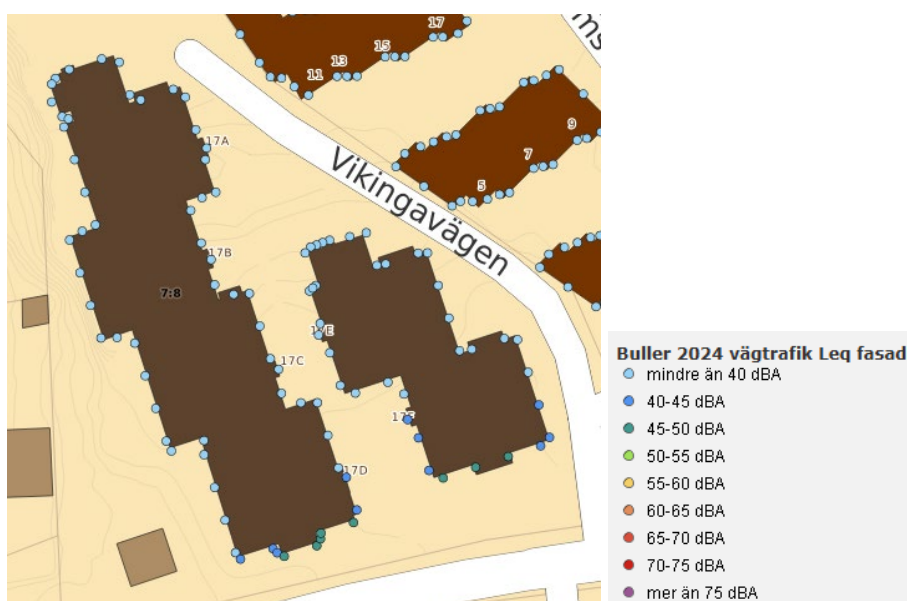 17
15
13
11
ms
9
7
5
17A
Vikingavägen
17B
7:8
17E
17C
17D
Buller 2024 vägtrafik Leq fasad
mindre än 40 dBA
40-45 dBA
45-50 dBA
50-55 dBA
55-60 dBA
60-65 dBA
65-70 dBA
70-75 dBA
mer än 75 dBA